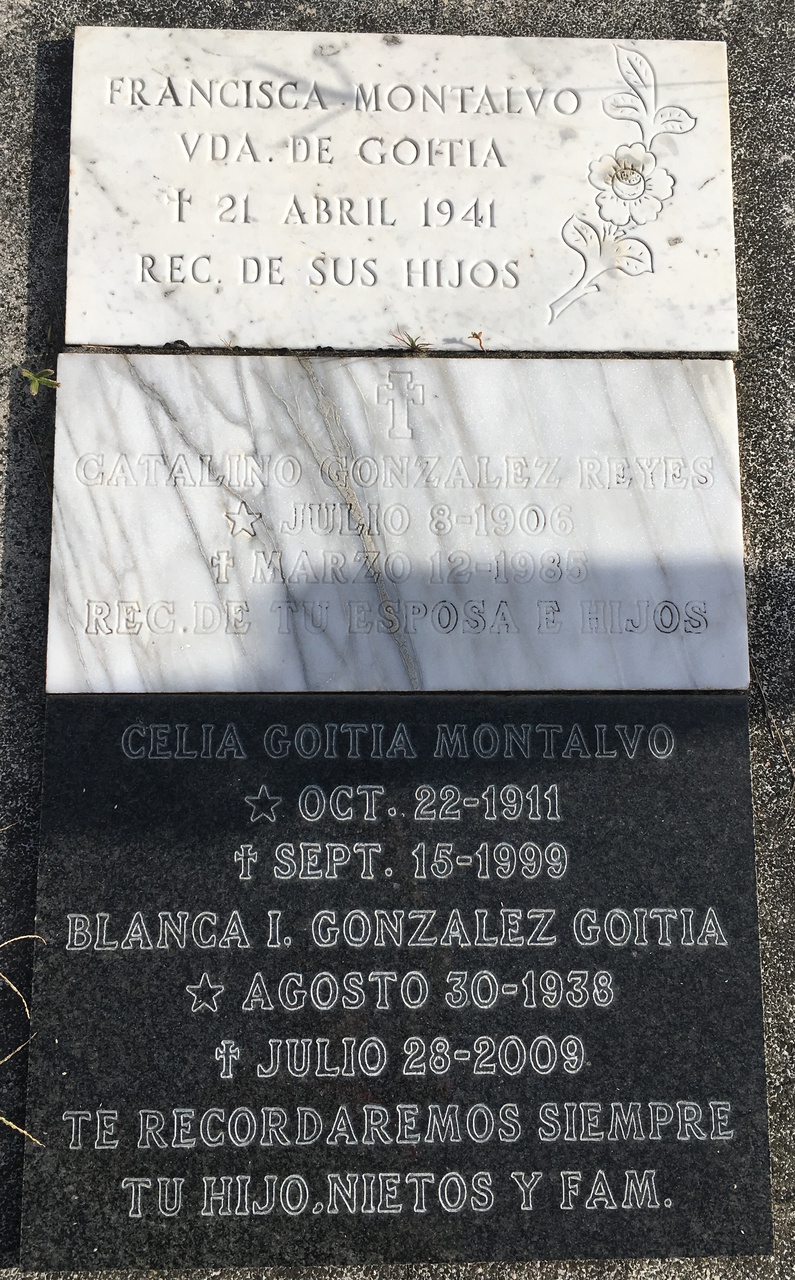 FRANCISCA MONTALVO
VDA. DE GOITIA
† 21 ABRIL 1941
REC. DE SUS HIJOS
CATALINO GONZALEZ REYES
☆ JULIO 8-1906
† MARZO 12-1985
REC. DE TU ESPOSA E HIJOS
CELIA GOITIA MONTALVO
☆ OCT. 22-1911
† SEPT. 15-1999
BLANCA I. GONZALEZ GOITIA
☆ AGOSTO 30-1938
† JULIO 28-2009
TE RECORDAREMOS SIEMPRE
TU HIJO,NIETOS Y FAM.